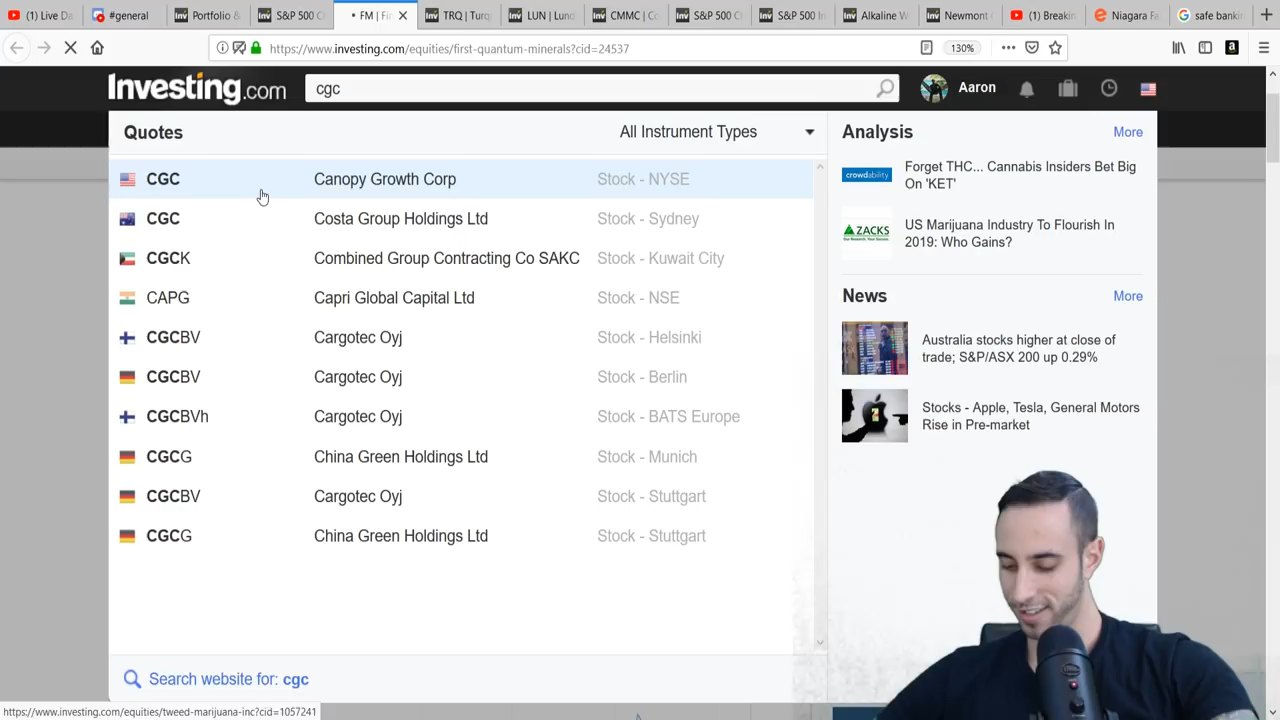 (1) Live Da
#general
Portfolio &
S&P 500 C
FM | Fi
TRQ | Turq
LUN | Lund
CMMC | Co
S&P 500 C
S&P 500 In
Alkaline W
Newmont
(1) Breakin
Niagara Fa
safe bankin
https://www.investing.com/equities/first-quantum-minerals?cid=24537
130%
Investing.com
cgc
Aaron
Quotes
All Instrument Types
CGC Canopy Growth Corp Stock - NYSE
CGC Costa Group Holdings Ltd Stock - Sydney
CGCK Combined Group Contracting Co SAKC Stock - Kuwait City
CAPG Capri Global Capital Ltd Stock - NSE
CGCBV Cargotec Oyj Stock - Helsinki
CGCBV Cargotec Oyj Stock - Berlin
CGCBVh Cargotec Oyj Stock - BATS Europe
CGCG China Green Holdings Ltd Stock - Munich
CGCBV Cargotec Oyj Stock - Stuttgart
CGCG China Green Holdings Ltd Stock - Stuttgart
Search website for: cgc
Analysis
More
crowdability
Forget THC... Cannabis Insiders Bet Big
On 'KET'
ZACKS
US Marijuana Industry To Flourish In
2019: Who Gains?
News
More
Australia stocks higher at close of
trade; S&P/ASX 200 up 0.29%
Stocks - Apple, Tesla, General Motors
Rise in Pre-market
https://www.investing.com/equities/tweed-marijuana-inc?cid=1057241